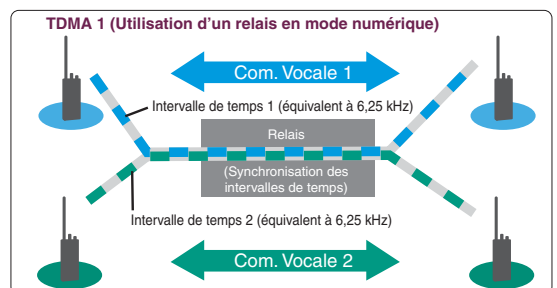 TDMA 1 (Utilisation d'un relais en mode numérique)
Com. Vocale 1
Intervalle de temps 1 (équivalent à 6,25 kHz)
Relais
(Synchronisation des
intervalles de temps)
Intervalle de temps 2 (équivalent à 6,25 kHz)
Com. Vocale 2